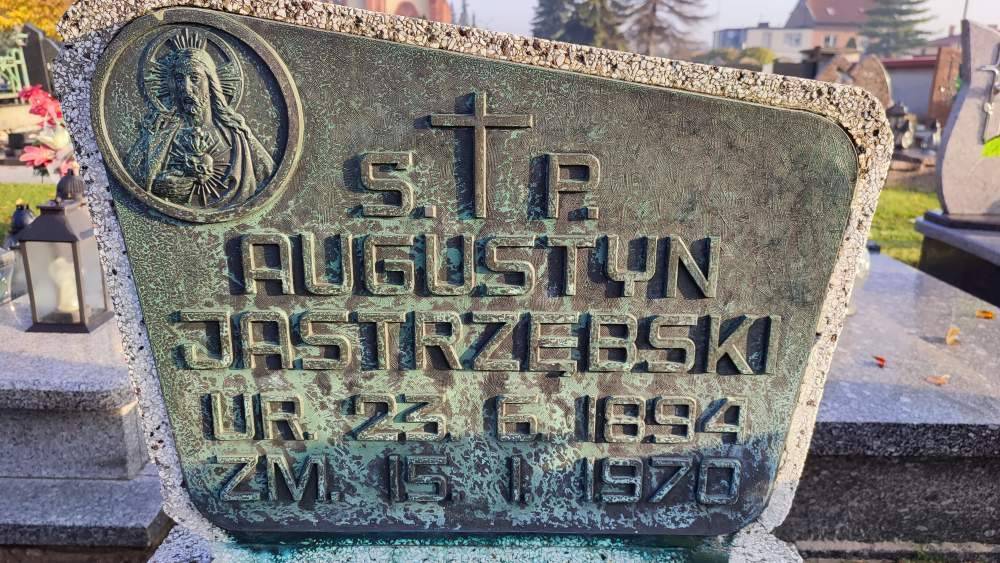 S. P.
AUGUSTYN
JASTRZĘBSKI
UR. 23. 6. 1894
ZM. 15. 1. 1970